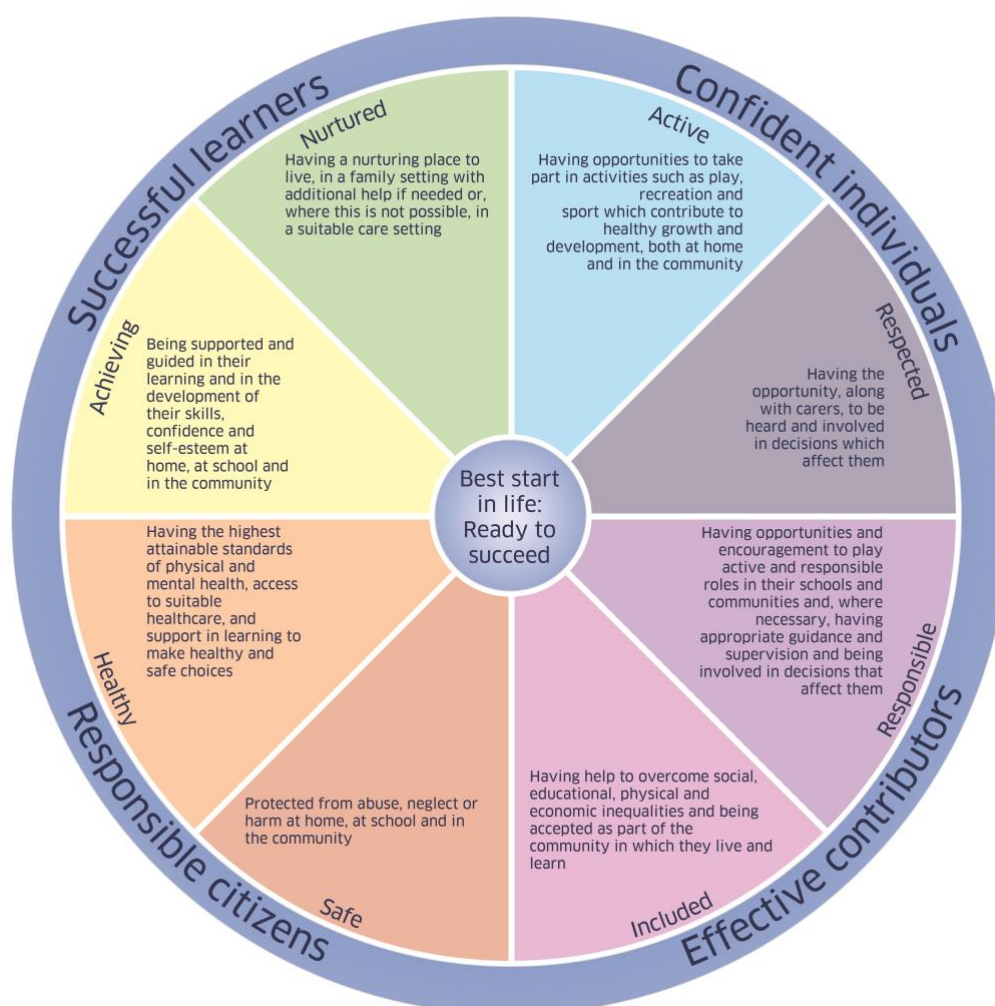 Successful learners
Confident individuals
Nurtured
Having a nurturing place to
live, in a family setting with
additional help if needed or,
where this is not possible, in
a suitable care setting
Active
Having opportunities to take
part in activities such as play,
recreation and
sport which contribute to
healthy growth and
development, both at home
and in the community
Achieving
Being supported and
guided in their
learning and in the
development of
their skills,
confidence and
self-esteem at
home, at school and
in the community
Respected
Having the
opportunity, along
with carers, to be
heard and involved
in decisions which
affect them
Best start
in life:
Ready to
succeed
Healthy
Having the highest
attainable standards
of physical and
mental health, access
to suitable
healthcare, and
support in learning to
make healthy and
safe choices
Responsible
Having opportunities and
encouragement to play
active and responsible
roles in their schools and
communities and, where
necessary, having
appropriate guidance and
supervision and being
involved in decisions that
affect them
Safe
Protected from abuse, neglect or
harm at home, at school and in
the community
Included
Having help to overcome social,
educational, physical and
economic inequalities and being
accepted as part of the
community in which they live and
learn
Responsible citizens
Effective contributors